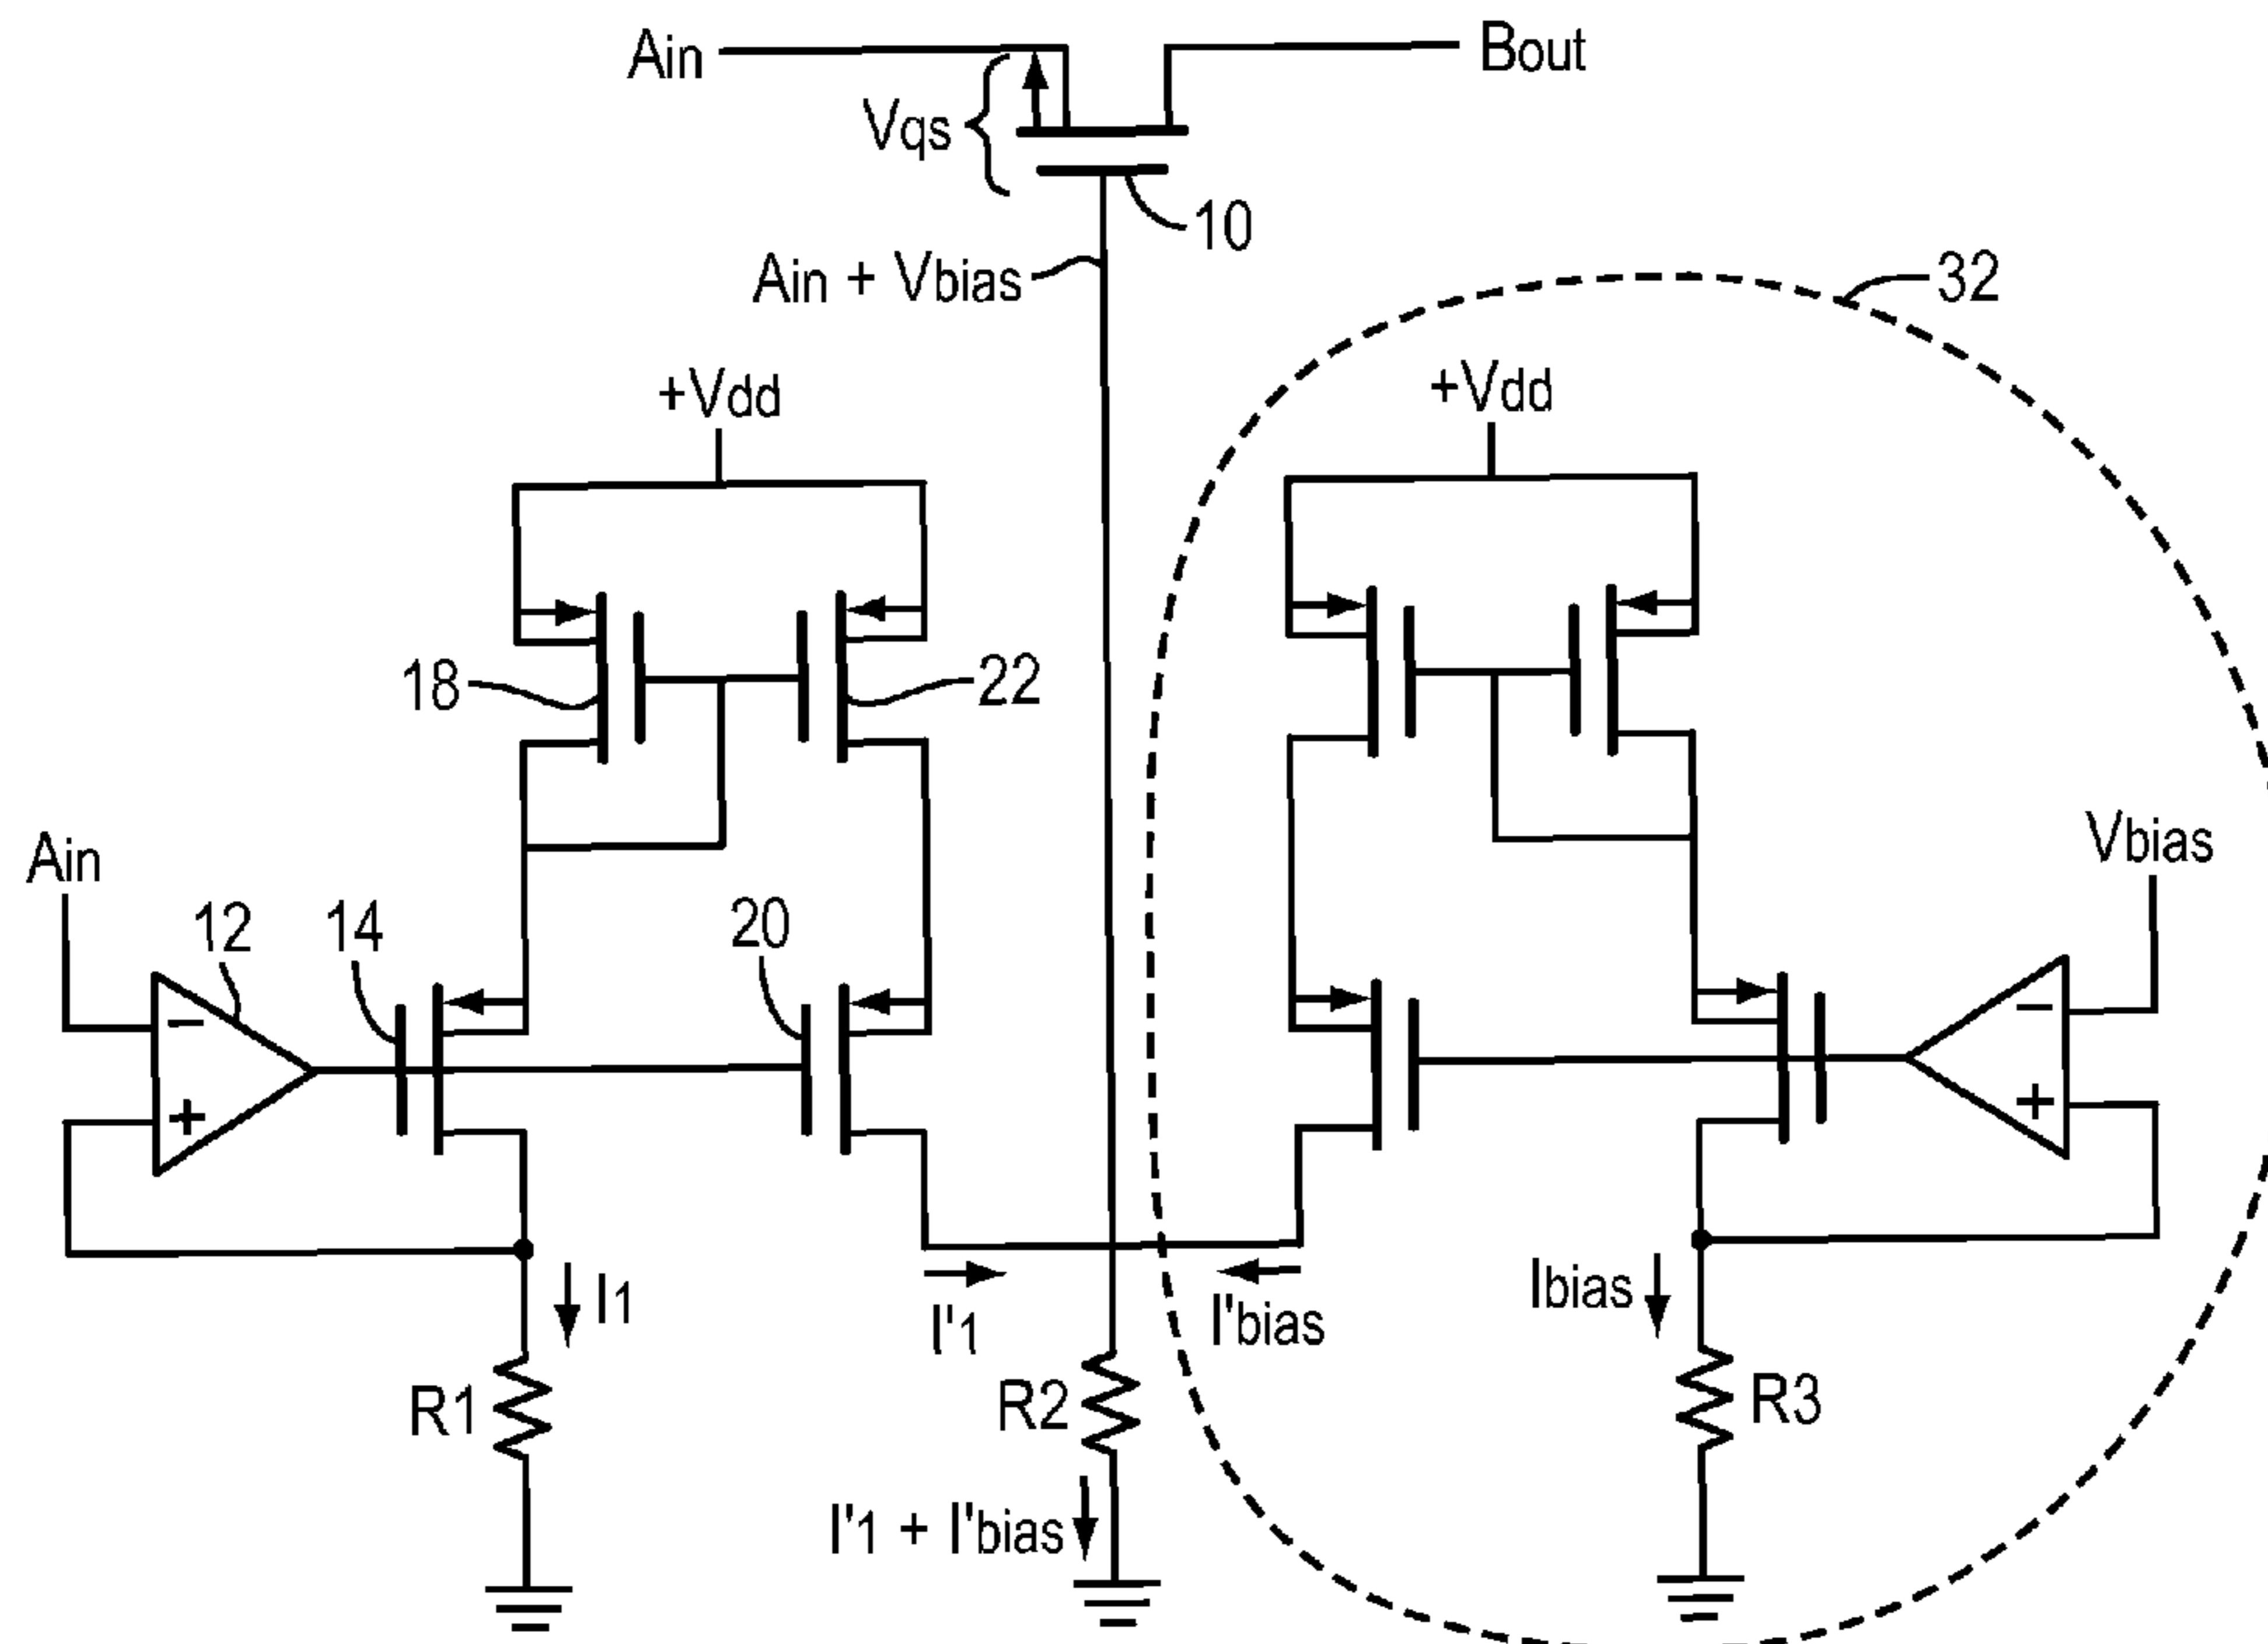 Ain
Bout
Vqs
10
Ain + Vbias
32
+Vdd
+Vdd
18
22
Ain
12
14
20
Vbias
−
+
−
+
I1
I'1
I'bias
Ibias
R1
R2
R3
I'1 + I'bias